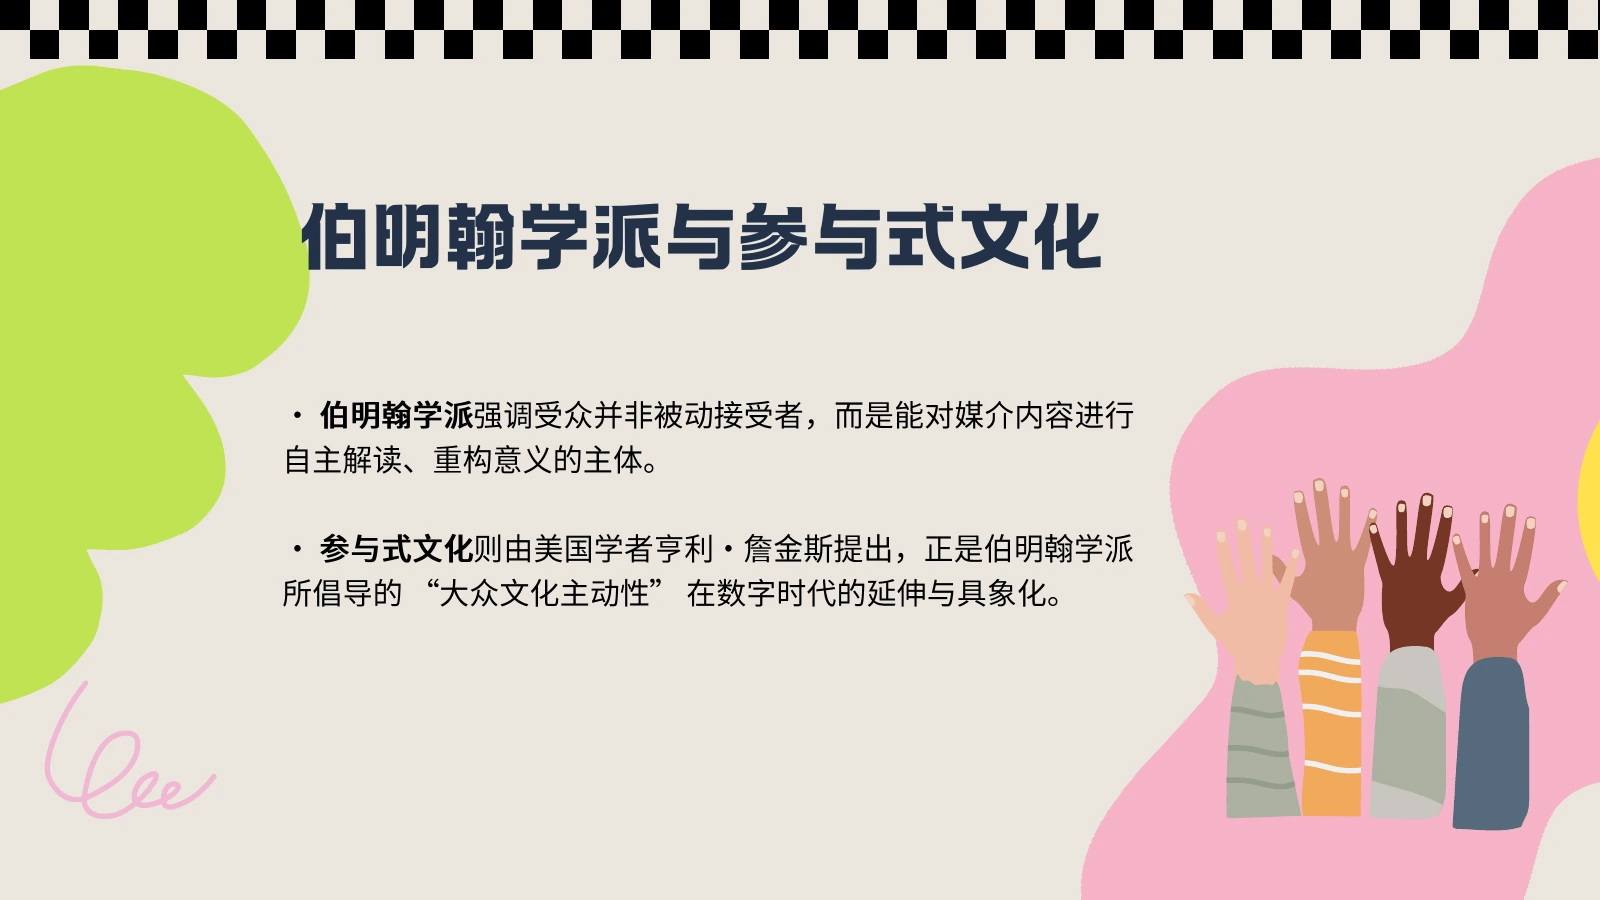 伯明翰学派与参与式文化
· 伯明翰学派强调受众并非被动接受者，而是能对媒介内容进行
自主解读、重构意义的主体。
· 参与式文化则由美国学者亨利·詹金斯提出，正是伯明翰学派
所倡导的 “大众文化主动性” 在数字时代的延伸与具象化。